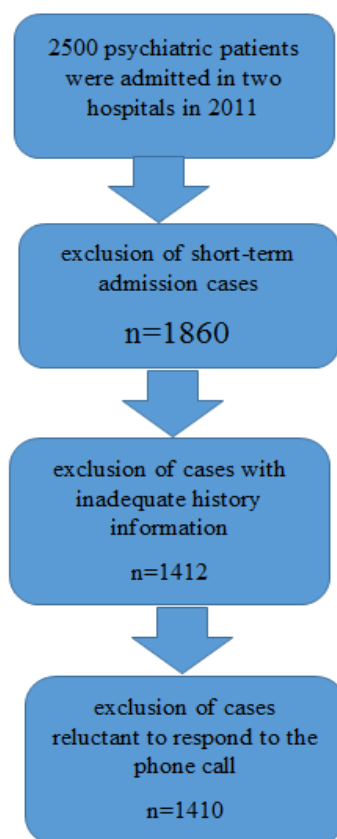 2500 psychiatric patients
were admitted in two
hospitals in 2011
exclusion of short-term
admission cases
n=1860
exclusion of cases with
inadequate history
information
n=1412
exclusion of cases
reluctant to respond to the
phone call
n=1410